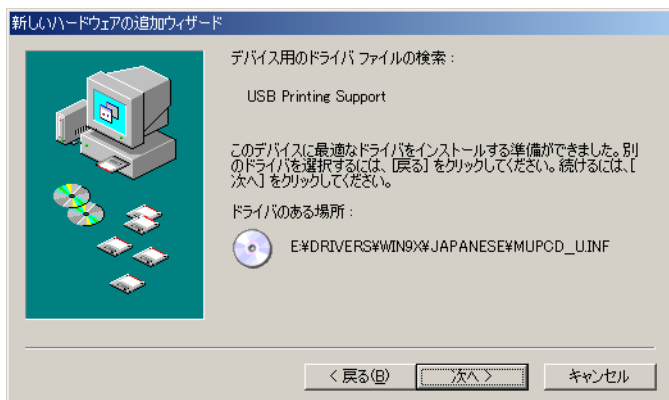 新しいハードウェアの追加ウィザード
デバイス用のドライバ ファイルの検索：
USB Printing Support
このデバイスに最適なドライバをインストールする準備ができました。別
のドライバを選択するには、[戻る] をクリックしてください。続けるには、[
次へ] をクリックしてください。
ドライバのある場所：
E:¥DRIVERS¥WIN9X¥JAPANESE¥MUPCD_U.INF
< 戻る(B)
次へ >
キャンセル